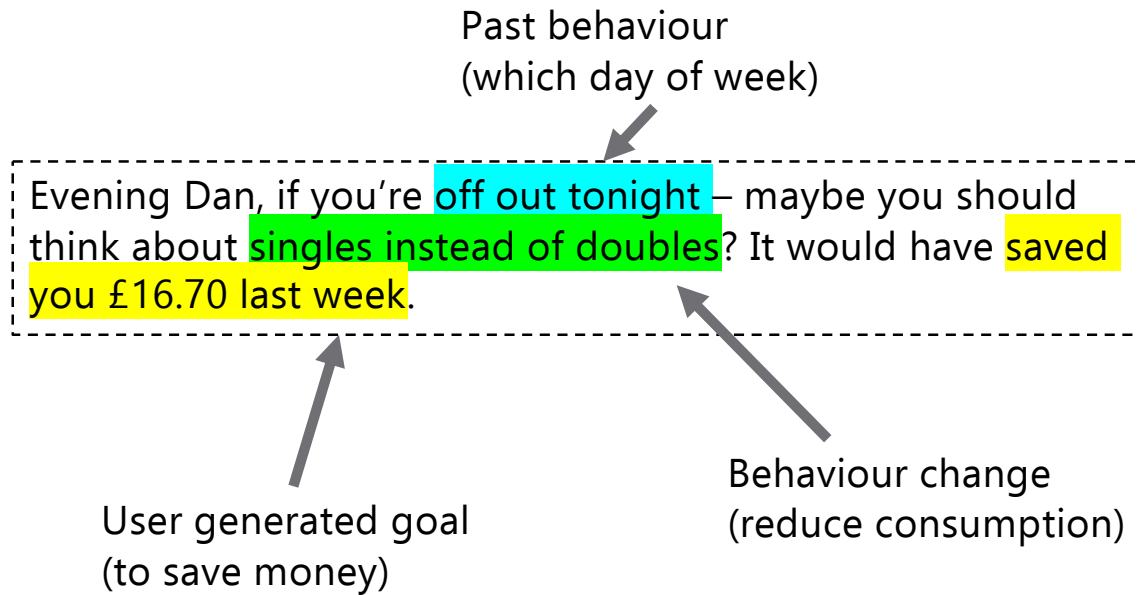 Past behaviour
(which day of week)
Evening Dan, if you’re off out tonight – maybe you should
think about singles instead of doubles? It would have saved
you £16.70 last week.
Behaviour change
(reduce consumption)
User generated goal
(to save money)